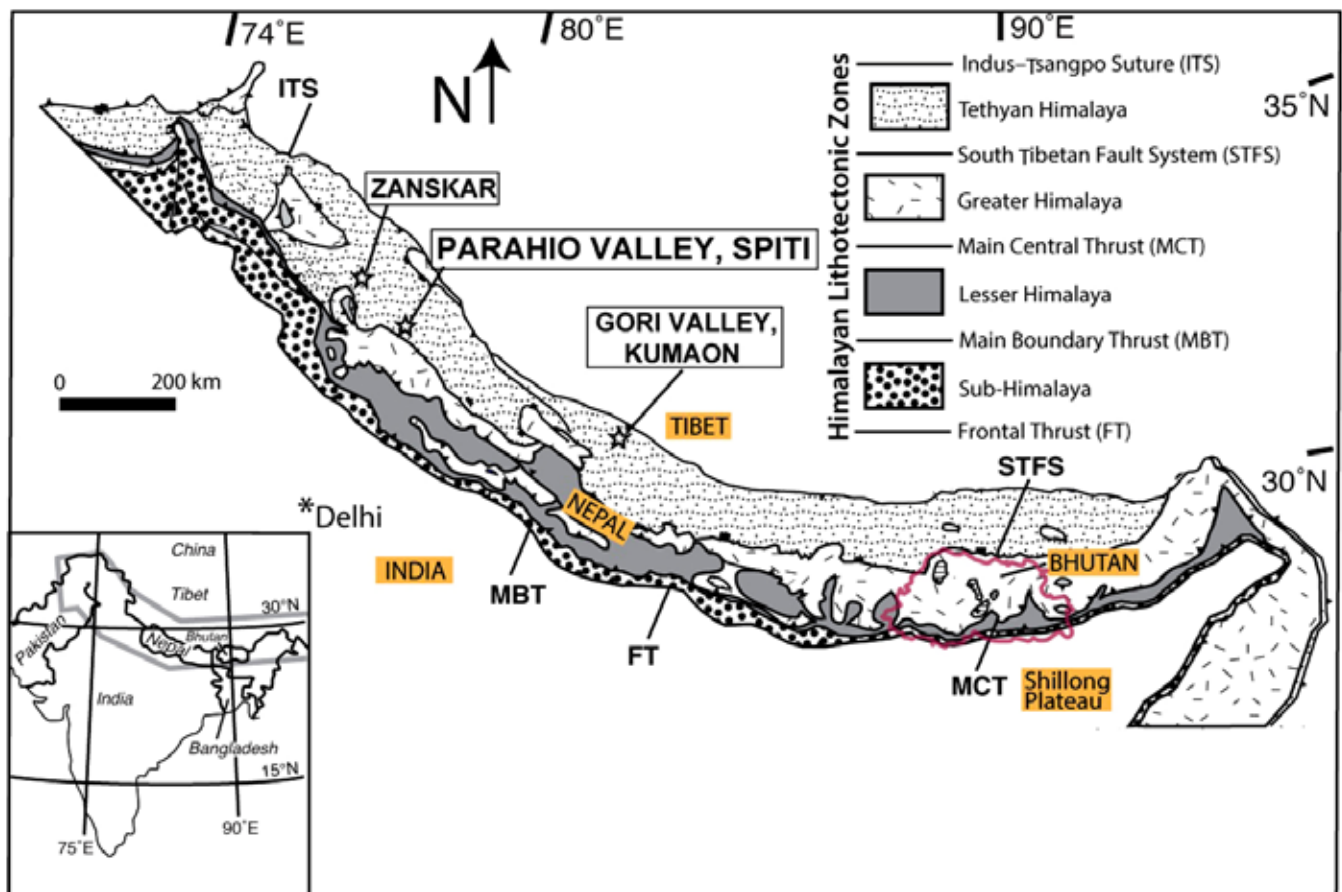 74°E
80°E
90°E
ITS
N
ZANSKAR
PARAHIO VALLEY, SPITI
GORI VALLEY,
KUMAON
0 200 km
TIBET
STFS
*Delhi
NEPAL
INDIA
BHUTAN
MBT
FT
MCT
Shillong
Plateau
Himalayan Lithotectonic Zones
Indus–Tsangpo Suture (ITS)
Tethyan Himalaya
South Tibetan Fault System (STFS)
Greater Himalaya
Main Central Thrust (MCT)
Lesser Himalaya
Main Boundary Thrust (MBT)
Sub-Himalaya
Frontal Thrust (FT)
35°N
30°N
China
Tibet
30°N
Pakistan
Nepal
Bhutan
India
Bangladesh
15°N
75°E
90°E